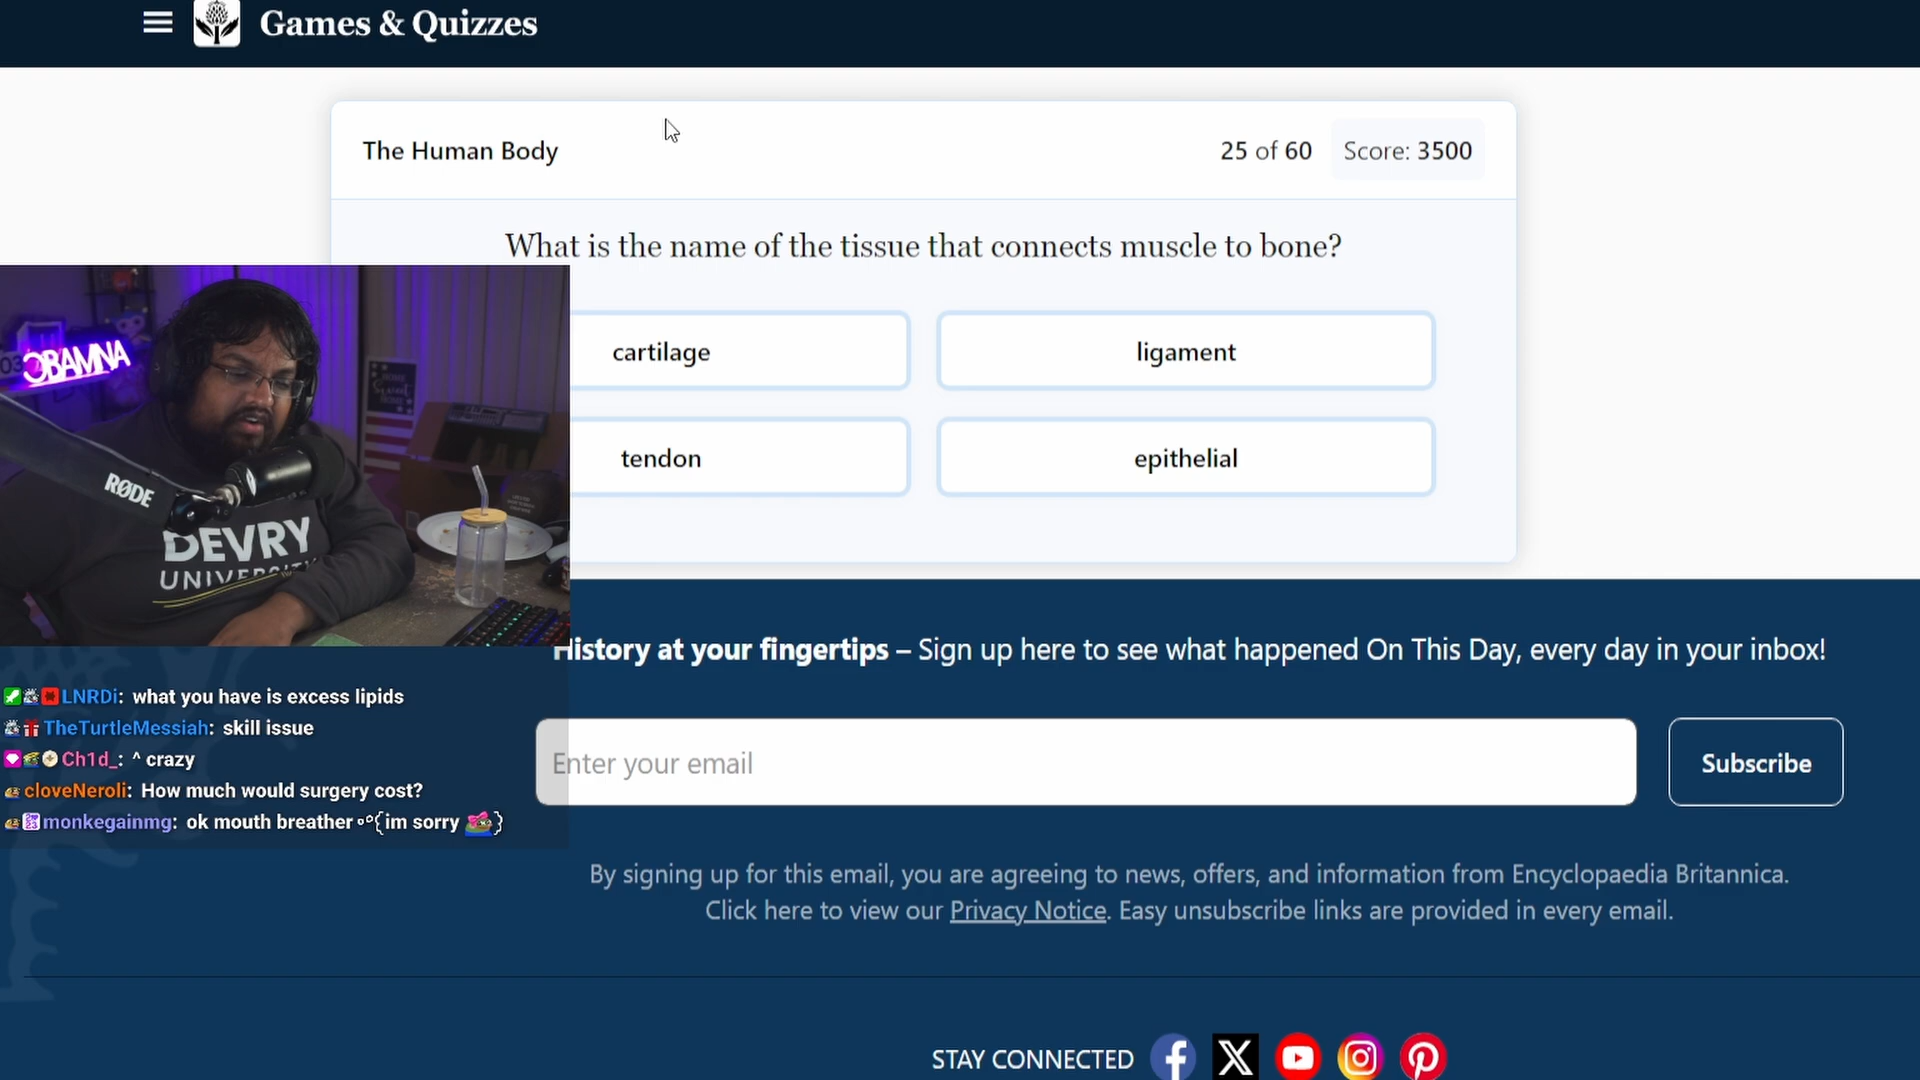 Games & Quizzes
The Human Body
25 of 60
Score: 3500
What is the name of the tissue that connects muscle to bone?
cartilage
ligament
tendon
epithelial
OBAMNA
RØDE
DEVRY
UNIVERSITY
History at your fingertips – Sign up here to see what happened On This Day, every day in your inbox!
LNRDi: what you have is excess lipids
TheTurtleMessiah: skill issue
Ch1d_: ^ crazy
cloveNeroli: How much would surgery cost?
monkegainmg: ok mouth breather °º{im sorry }
Enter your email
Subscribe
By signing up for this email, you are agreeing to news, offers, and information from Encyclopaedia Britannica.
Click here to view our Privacy Notice. Easy unsubscribe links are provided in every email.
STAY CONNECTED